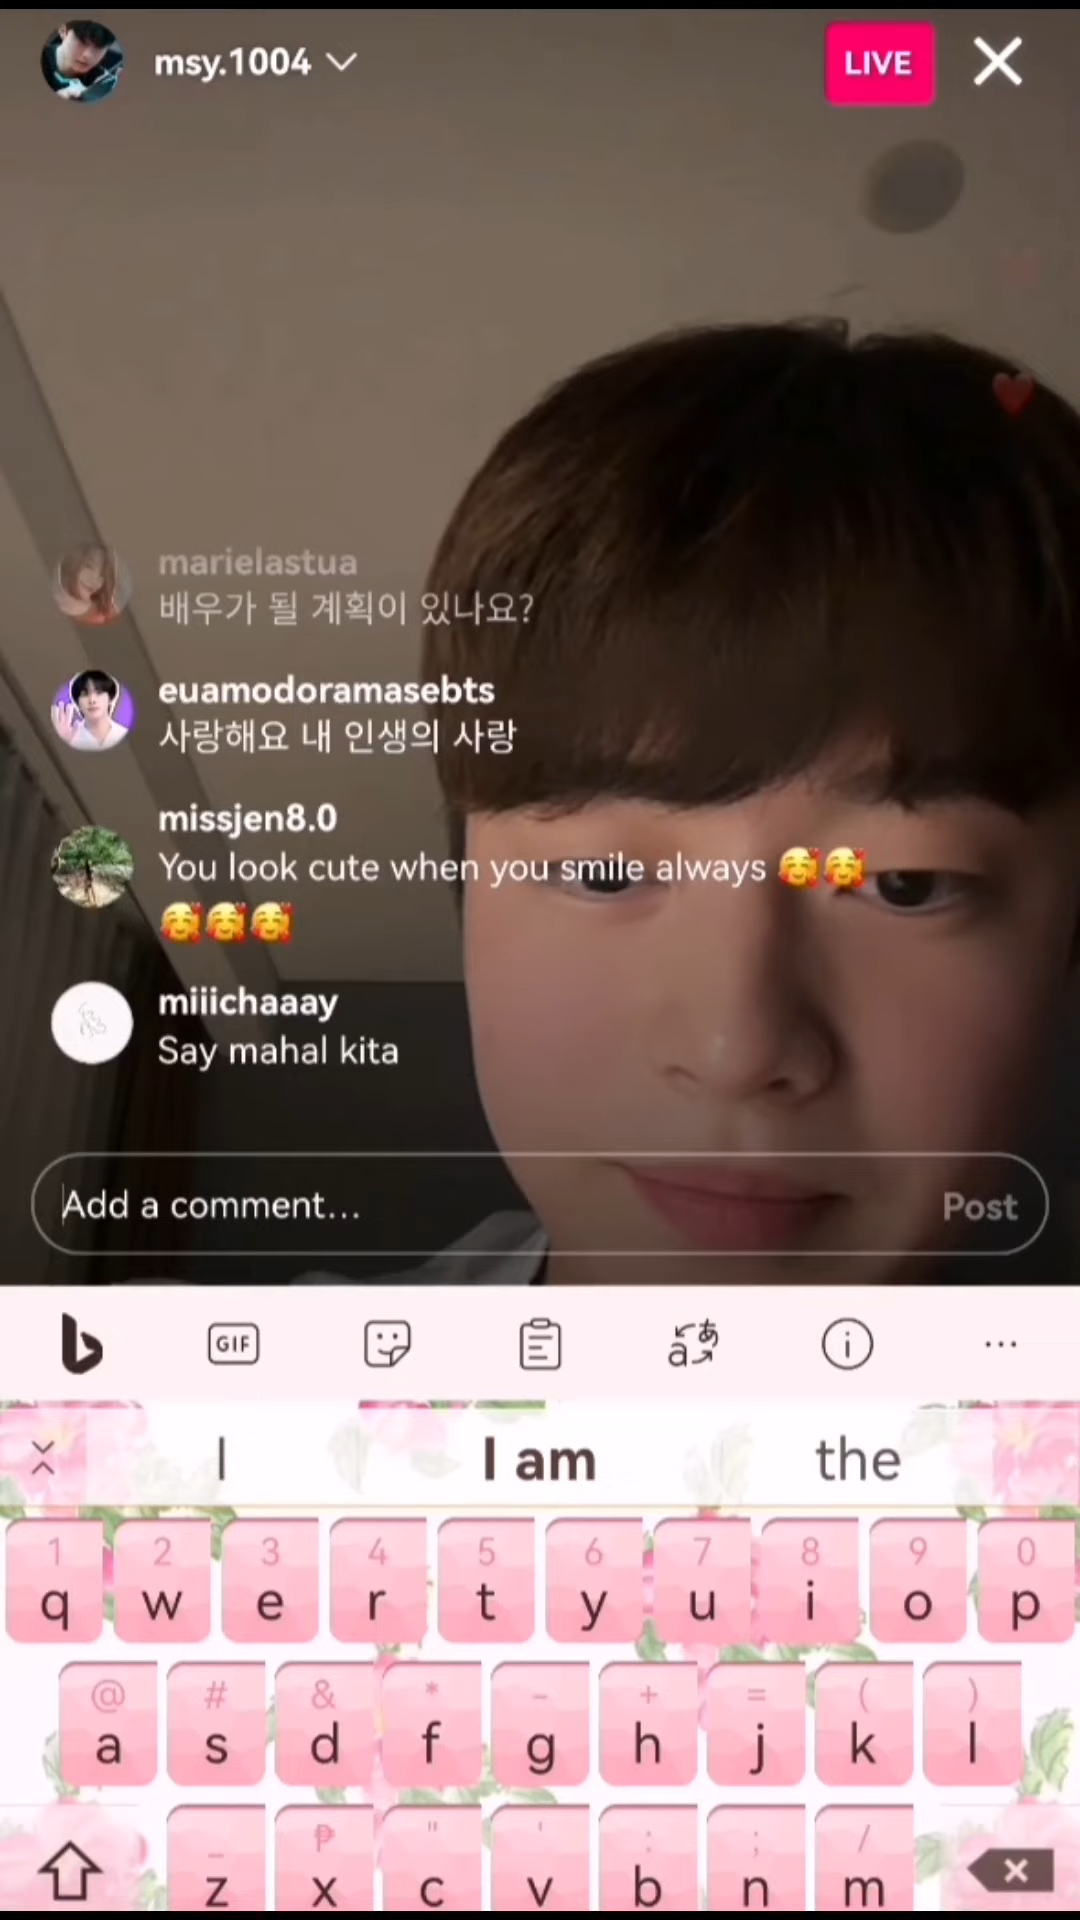 msy.1004
LIVE
marielastua
배우가 될 계획이 있나요?
euamodoramasebts
사랑해요 내 인생의 사랑
missjen8.0
You look cute when you smile always 🥰🥰
🥰🥰🥰
miiichaaay
Say mahal kita
Add a comment...
Post
GIF
I
I am
the
1 2 3 4 5 6 7 8 9 0
q w e r t y u i o p
@ # & * - + = ( )
a s d f g h j k l
_ ₱ " ' : ; /
z x c v b n m